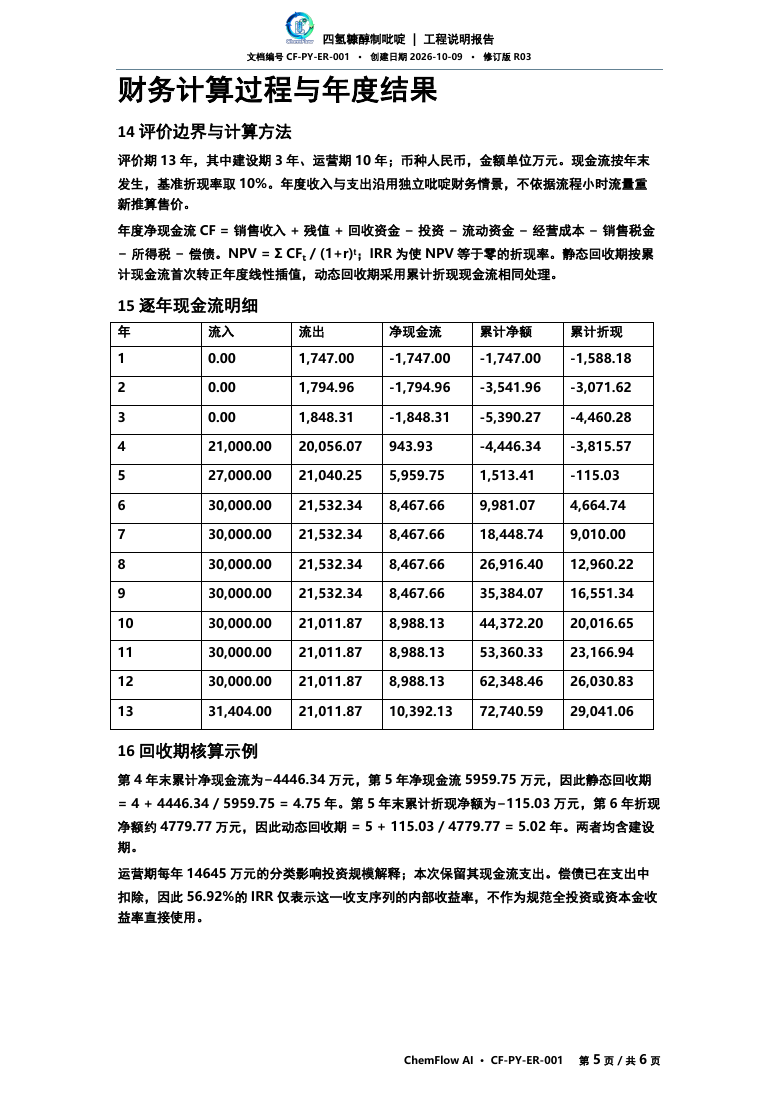 ChemFlow
四氢糠醇制吡啶 | 工程说明报告
文档编号 CF-PY-ER-001 • 创建日期 2026-10-09 • 修订版 R03
财务计算过程与年度结果
14 评价边界与计算方法
评价期 13 年，其中建设期 3 年、运营期 10 年；币种人民币，金额单位万元。现金流按年末
发生，基准折现率取 10%。年度收入与支出沿用独立吡啶财务情景，不依据流程小时流量重
新推算售价。
年度净现金流 CF = 销售收入 + 残值 + 回收资金 − 投资 − 流动资金 − 经营成本 − 销售税金
− 所得税 − 偿债。NPV = Σ CFₜ / (1+r)ᵗ；IRR 为使 NPV 等于零的折现率。静态回收期按累
计现金流首次转正年度线性插值，动态回收期采用累计折现现金流相同处理。
15 逐年现金流明细
年 流入 流出 净现金流 累计净额 累计折现
1 0.00 1,747.00 -1,747.00 -1,747.00 -1,588.18
2 0.00 1,794.96 -1,794.96 -3,541.96 -3,071.62
3 0.00 1,848.31 -1,848.31 -5,390.27 -4,460.28
4 21,000.00 20,056.07 943.93 -4,446.34 -3,815.57
5 27,000.00 21,040.25 5,959.75 1,513.41 -115.03
6 30,000.00 21,532.34 8,467.66 9,981.07 4,664.74
7 30,000.00 21,532.34 8,467.66 18,448.74 9,010.00
8 30,000.00 21,532.34 8,467.66 26,916.40 12,960.22
9 30,000.00 21,532.34 8,467.66 35,384.07 16,551.34
10 30,000.00 21,011.87 8,988.13 44,372.20 20,016.65
11 30,000.00 21,011.87 8,988.13 53,360.33 23,166.94
12 30,000.00 21,011.87 8,988.13 62,348.46 26,030.83
13 31,404.00 21,011.87 10,392.13 72,740.59 29,041.06
16 回收期核算示例
第 4 年末累计净现金流为−4446.34 万元，第 5 年净现金流 5959.75 万元，因此静态回收期
= 4 + 4446.34 / 5959.75 = 4.75 年。第 5 年末累计折现净额为−115.03 万元，第 6 年折现
净额约 4779.77 万元，因此动态回收期 = 5 + 115.03 / 4779.77 = 5.02 年。两者均含建设
期。
运营期每年 14645 万元的分类影响投资规模解释；本次保留其现金流支出。偿债已在支出中
扣除，因此 56.92%的 IRR 仅表示这一收支序列的内部收益率，不作为规范全投资或资本金收
益率直接使用。
ChemFlow AI • CF-PY-ER-001 第 5 页 / 共 6 页